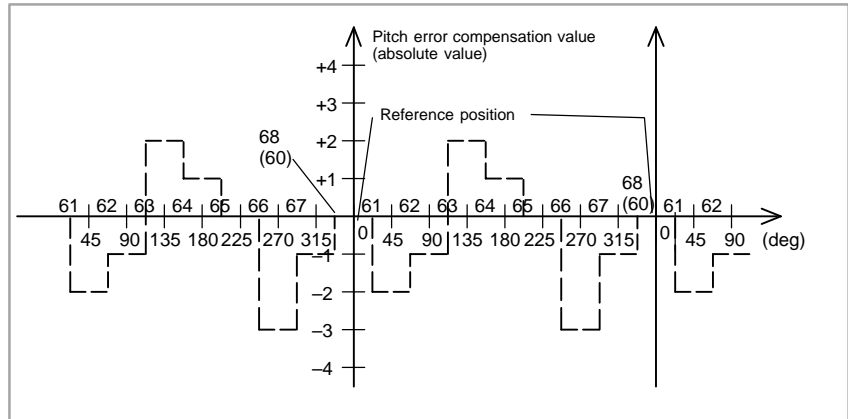 Pitch error compensation value
(absolute value)
+4
+3
Reference position
68
(60)
+2
+1
68
(60)
61 62 63 64 65 66 67 61 62 63 64 65 66 67 61 62
45 90 135 180 225 270 315 0 45 90 135 180 225 270 315 0 45 90 (deg)
–1
–2
–3
–4